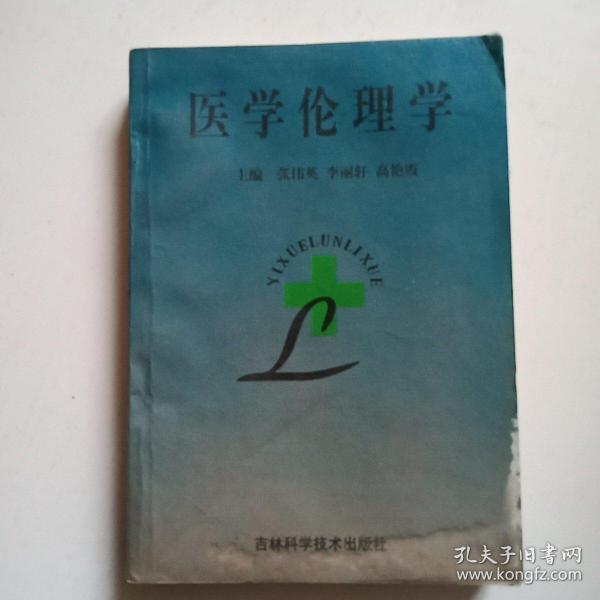 医学伦理学
主编 张伟英 李丽轩 高艳霞
YIXUELUNLIXUE
L
吉林科学技术出版社
孔夫子旧书网
www.kongfz.com